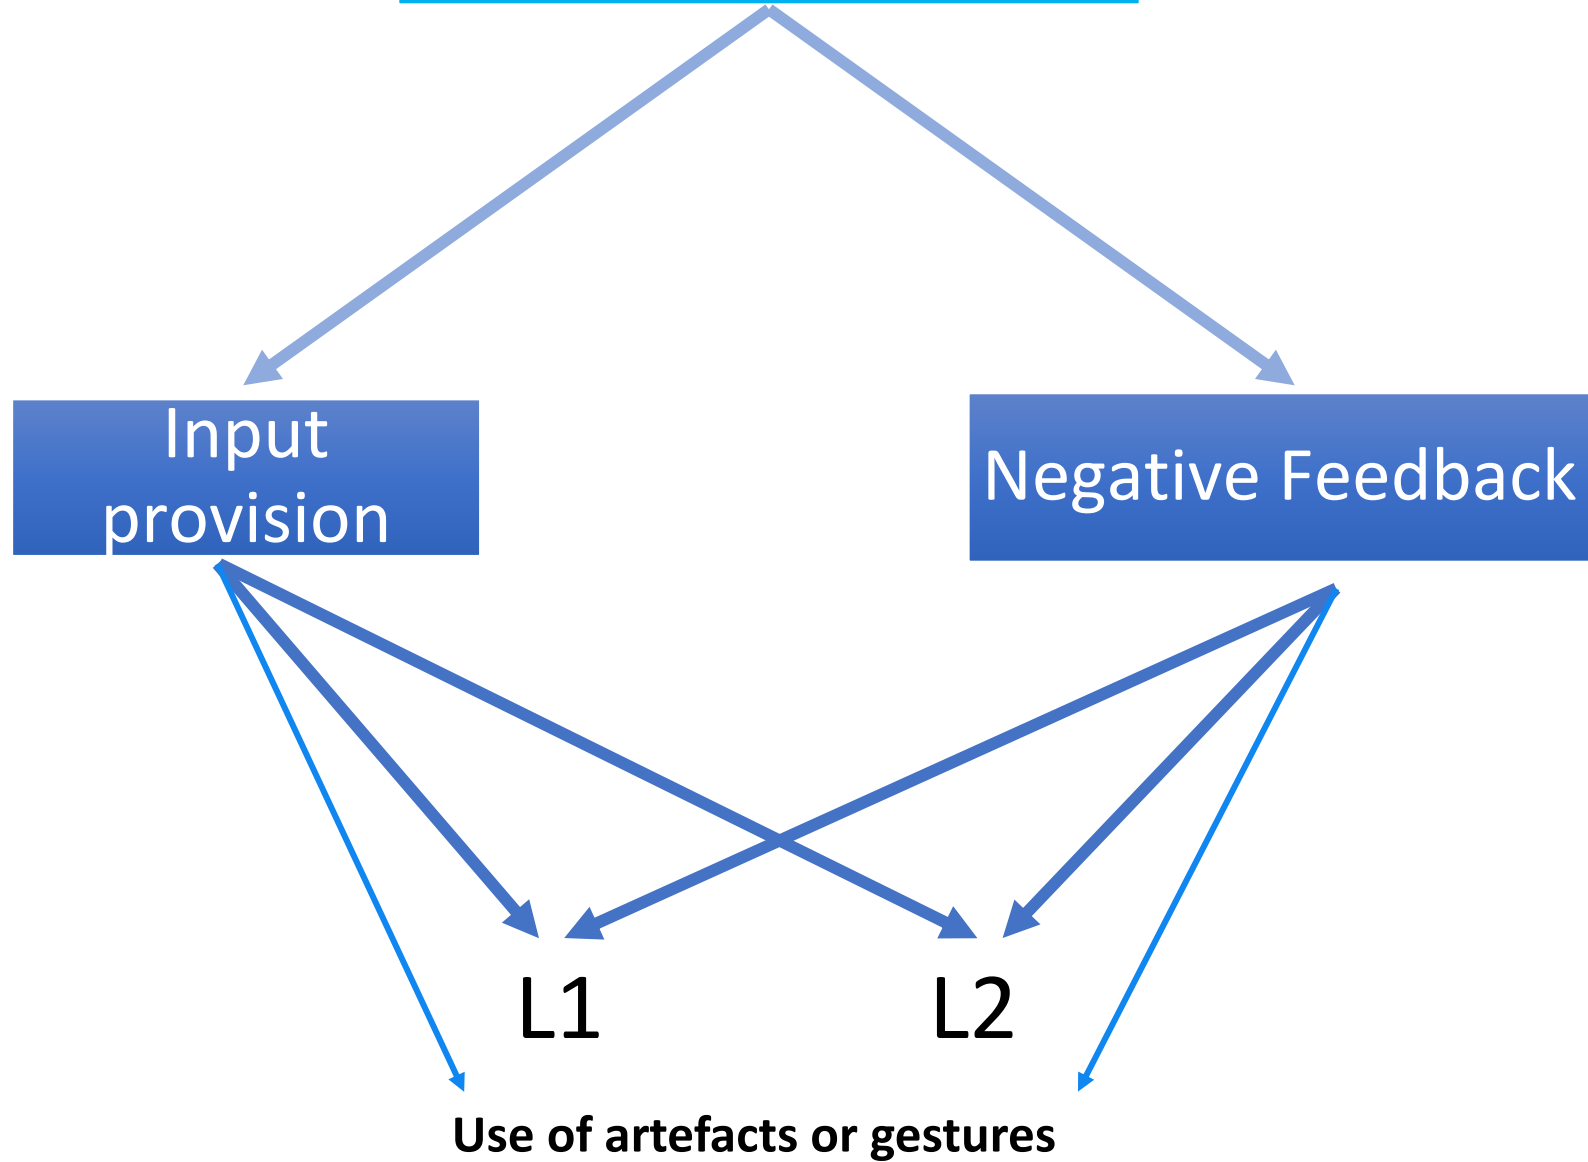 Input
provision
Negative Feedback
L1
L2
Use of artefacts or gestures